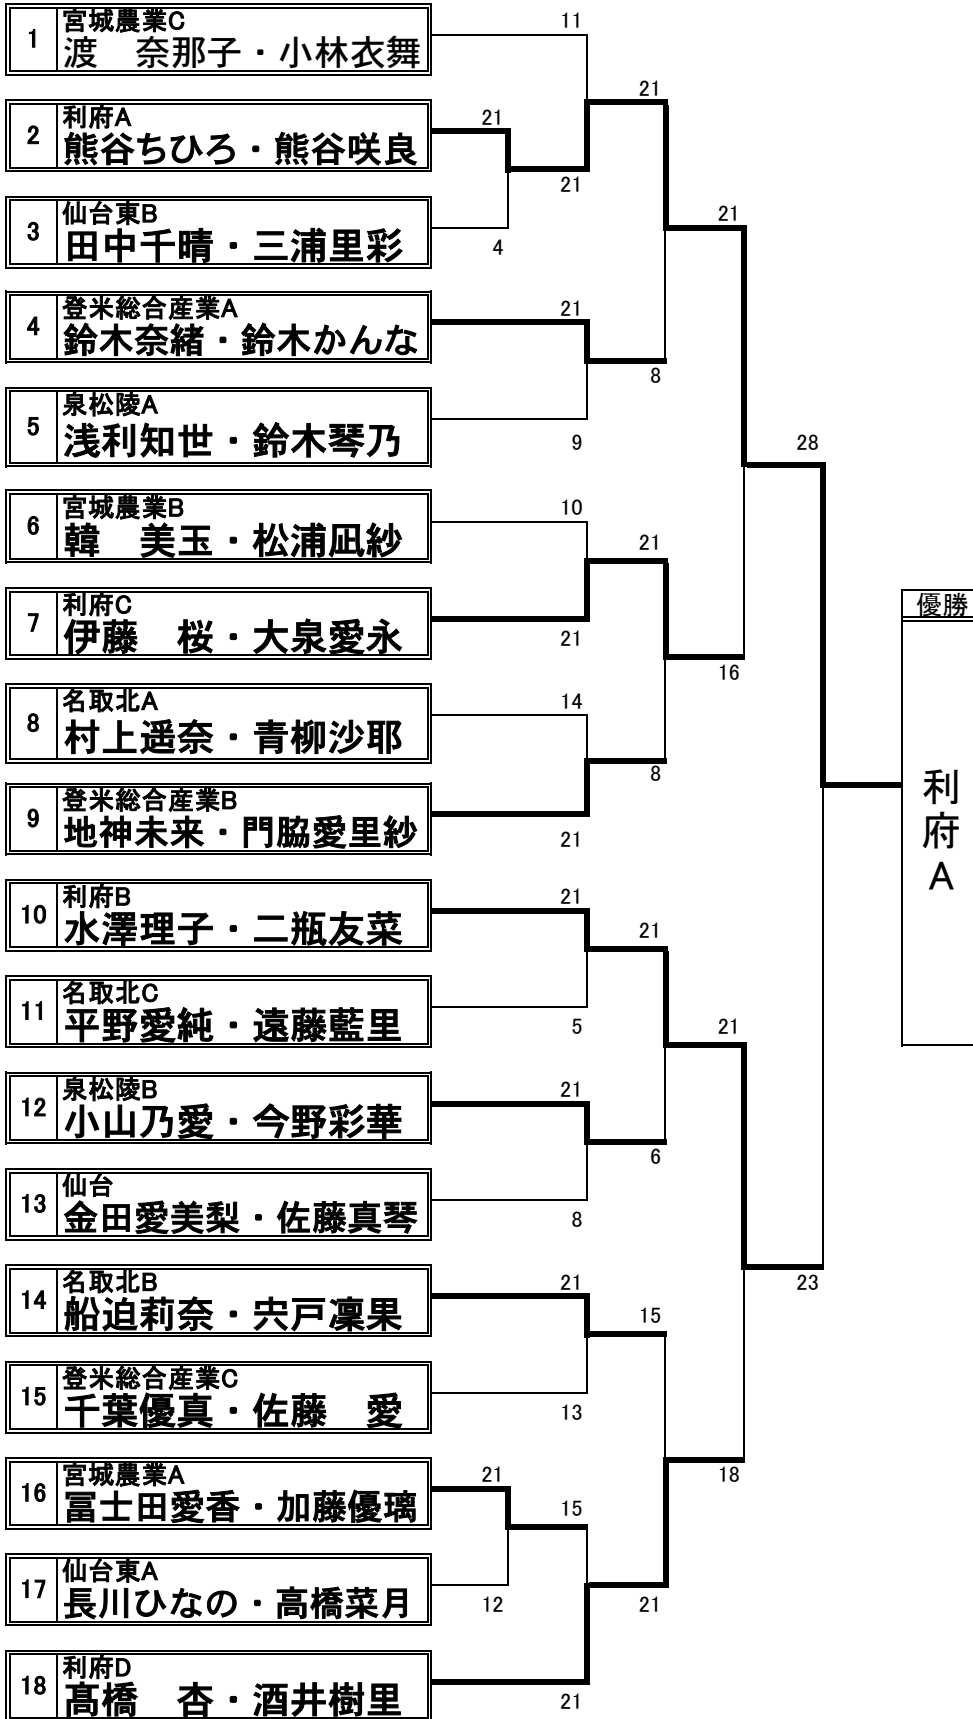 1
宮城農業C
渡　奈那子・小林衣舞
2
利府A
熊谷ちひろ・熊谷咲良
3
仙台東B
田中千晴・三浦里彩
4
登米総合産業A
鈴木奈緒・鈴木かんな
5
泉松陵A
浅利知世・鈴木琴乃
6
宮城農業B
韓　美玉・松浦凪紗
7
利府C
伊藤　桜・大泉愛永
8
名取北A
村上遥奈・青柳沙耶
9
登米総合産業B
地神未来・門脇愛里紗
10
利府B
水澤理子・二瓶友菜
11
名取北C
平野愛純・遠藤藍里
12
泉松陵B
小山乃愛・今野彩華
13
仙台
金田愛美梨・佐藤真琴
14
名取北B
船迫莉奈・宍戸凜果
15
登米総合産業C
千葉優真・佐藤　愛
16
宮城農業A
冨士田愛香・加藤優璃
17
仙台東A
長川ひなの・高橋菜月
18
利府D
髙橋　杏・酒井樹里
21
4
11
21
21
9
10
21
14
21
21
5
21
8
21
13
21
12
15
21
21
8
21
8
21
6
15
21
21
16
21
18
28
23
優勝
利府A